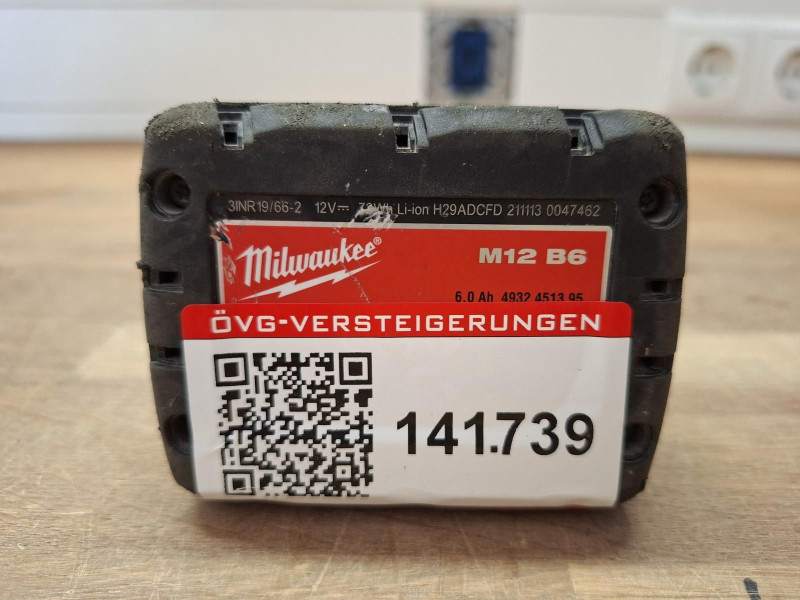 3INR19/66-2 12V⎓ 72Wh Li-ion H29ADCFD 211113 0047462
Milwaukee®
M12 B6
6.0 Ah 4932 4513 95
ÖVG-VERSTEIGERUNGEN
141.739